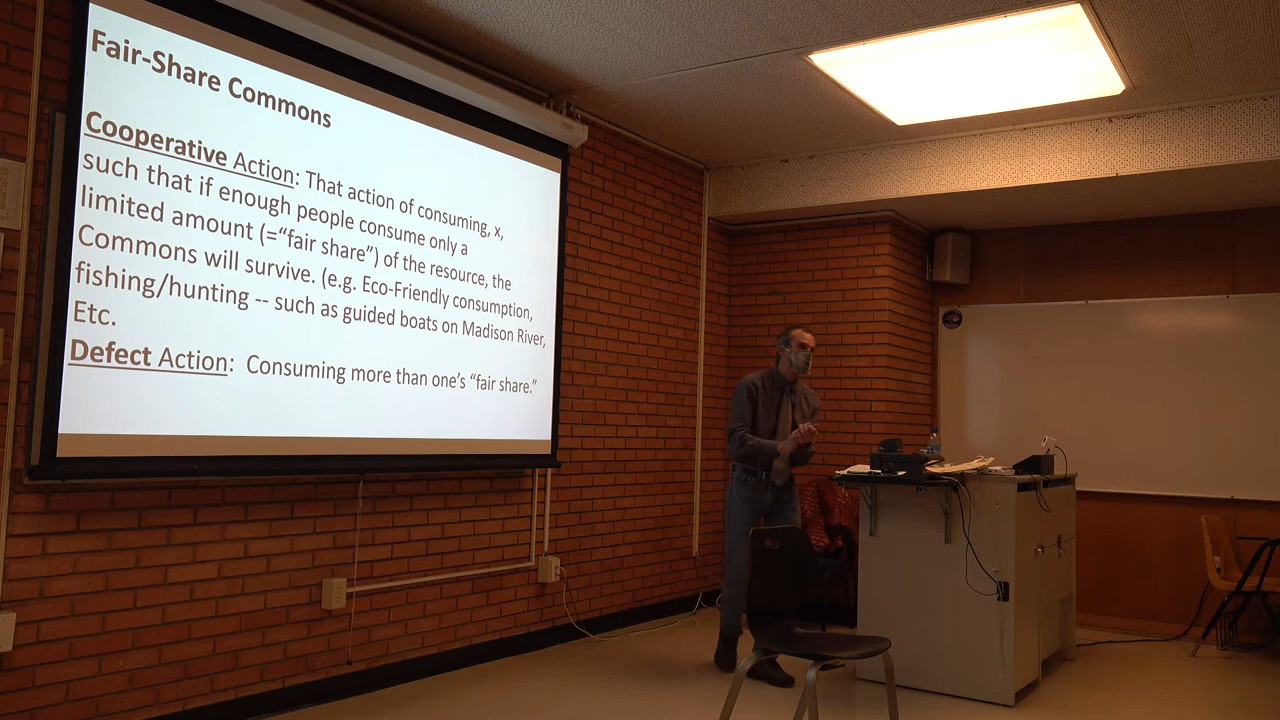 Fair-Share Commons
Cooperative Action: That action of consuming, x,
such that if enough people consume only a
limited amount (=“fair share”) of the resource, the
Commons will survive. (e.g. Eco-Friendly consumption,
fishing/hunting -- such as guided boats on Madison River,
Etc.
Defect Action: Consuming more than one’s “fair share.”